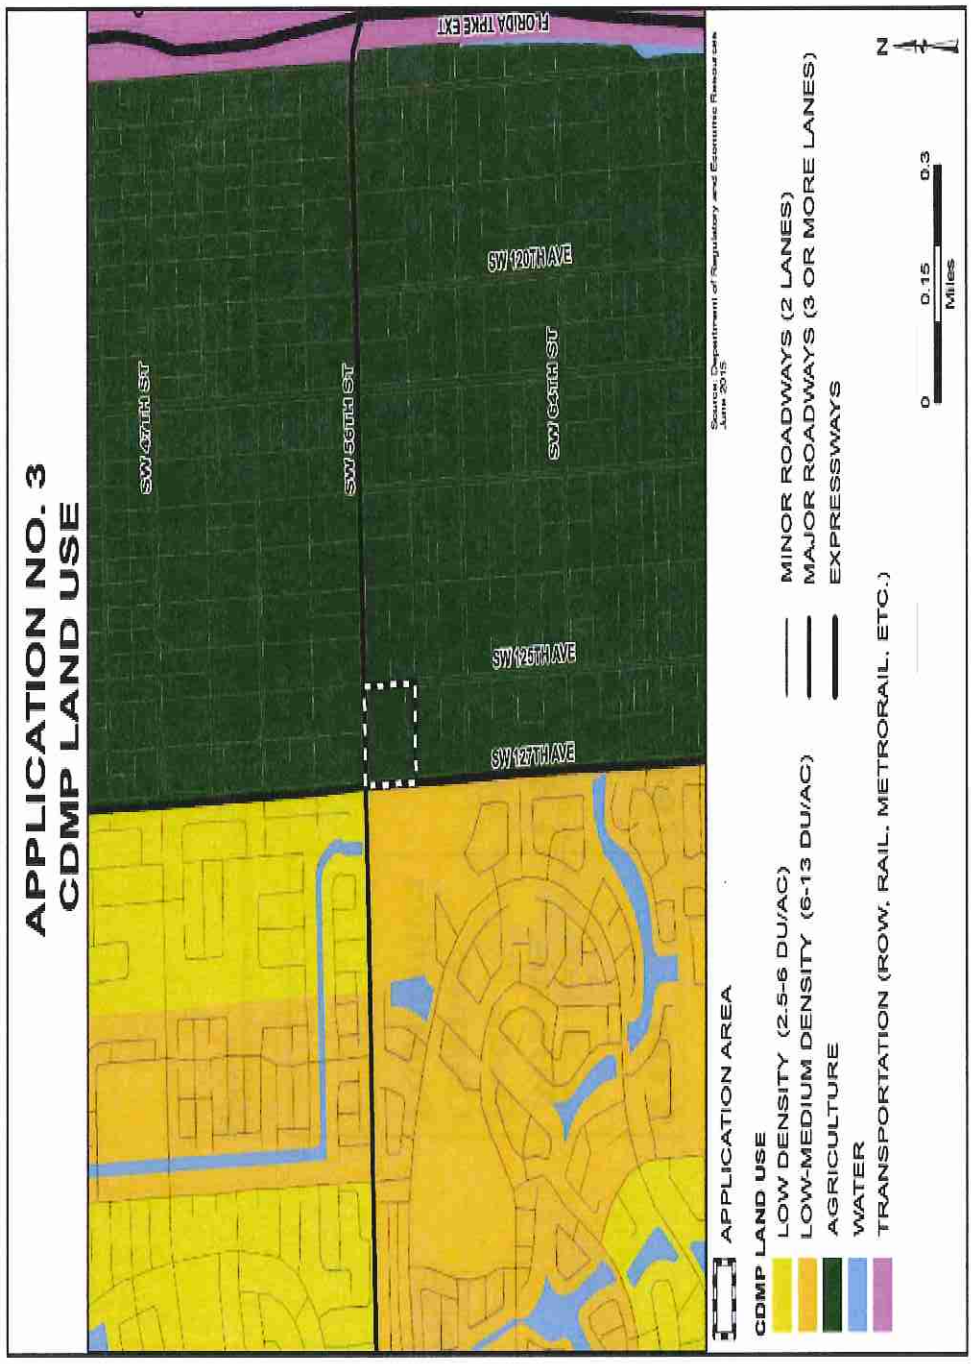 APPLICATION NO. 3
CDMP LAND USE
SW 47TH ST
SW 56TH ST
SW 64TH ST
SW 120TH AVE
SW 125TH AVE
SW 127TH AVE
FLORIDA TPKE EXT
Source: Department of Regulatory and Economic Resources
June 2015
APPLICATION AREA
CDMP LAND USE
LOW DENSITY (2.5-6 DU/AC)
LOW-MEDIUM DENSITY (6-13 DU/AC)
AGRICULTURE
WATER
TRANSPORTATION (ROW, RAIL, METRORAIL, ETC.)
MINOR ROADWAYS (2 LANES)
MAJOR ROADWAYS (3 OR MORE LANES)
EXPRESSWAYS
0 0.15 0.3
Miles
N